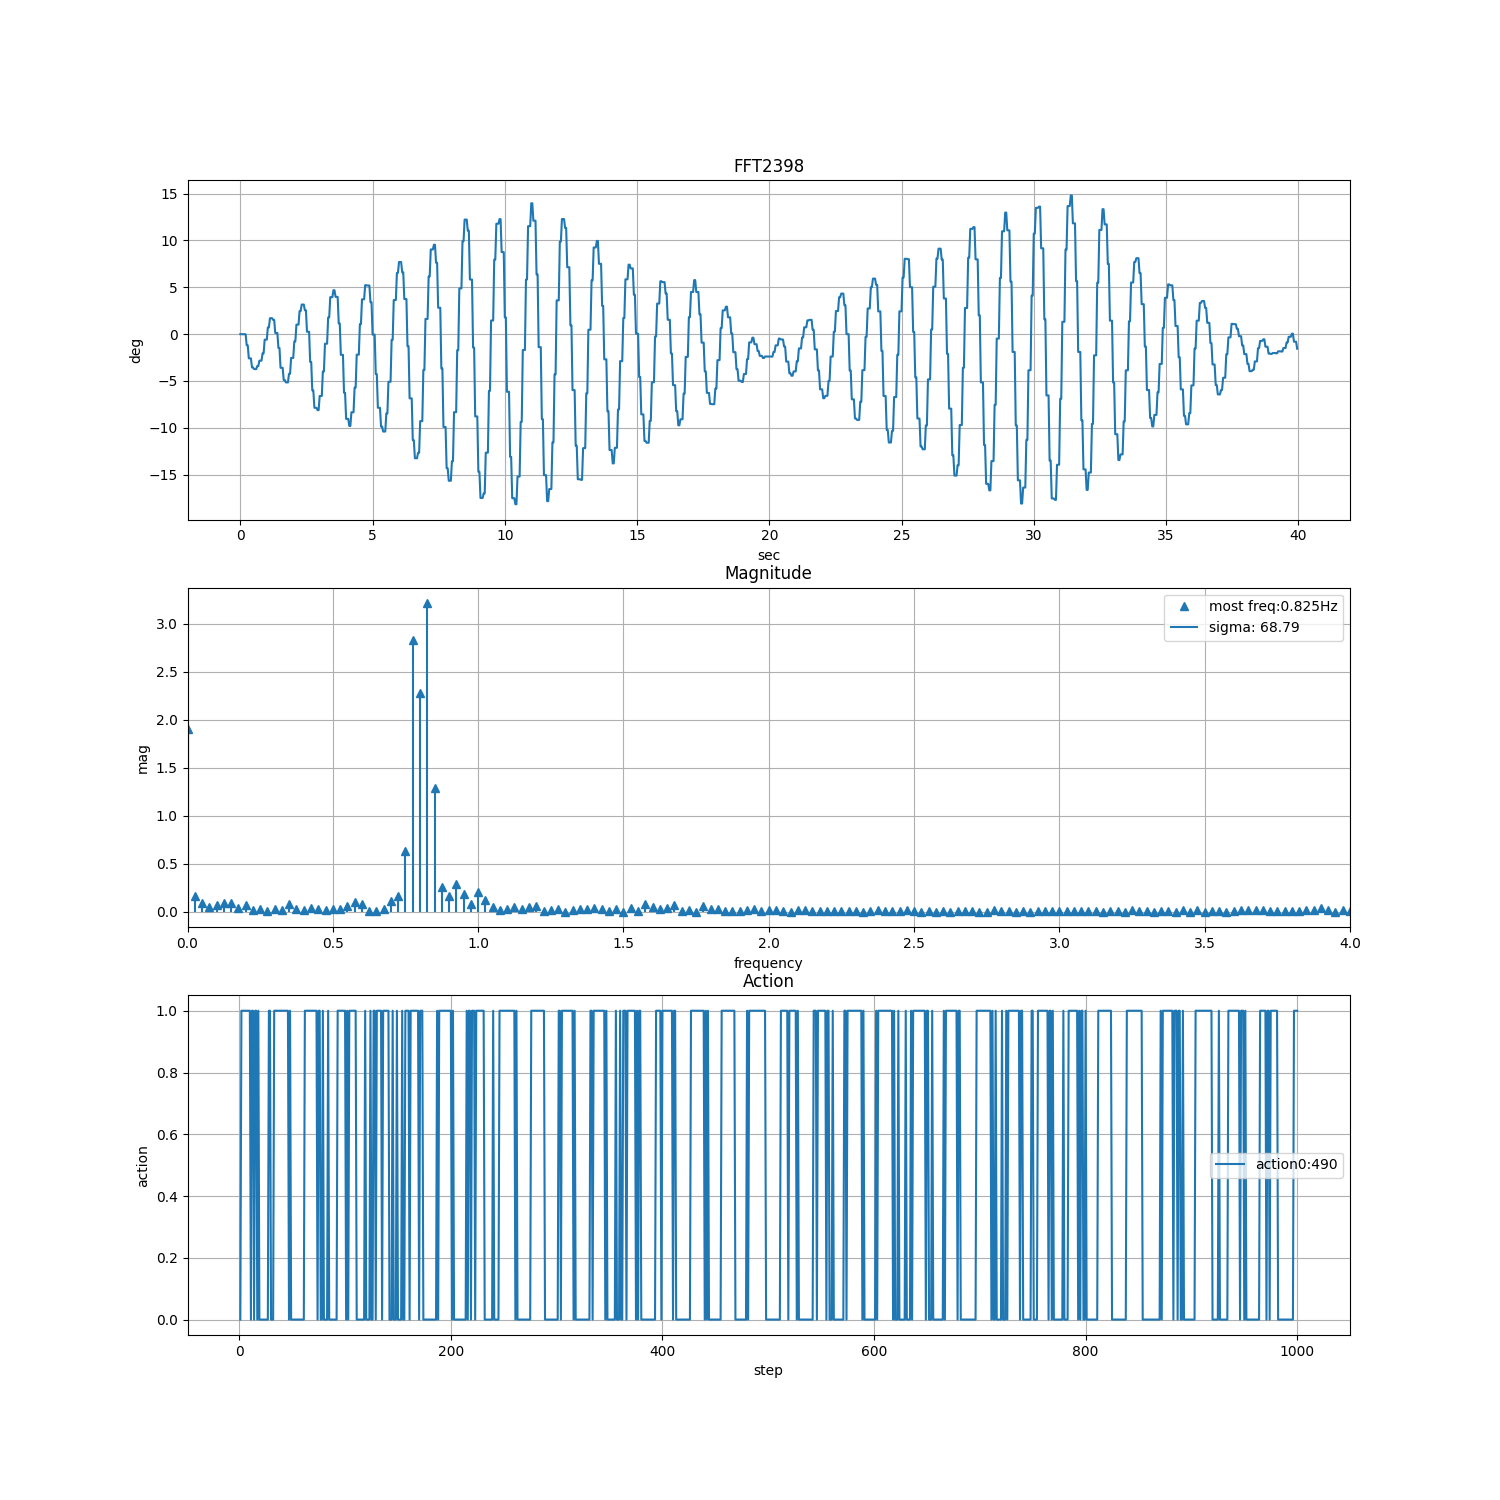 FFT2398
15
10
5
0
−5
−10
−15
deg
0 5 10 15 20 25 30 35 40
sec
Magnitude
most freq:0.825Hz
sigma: 68.79
3.0
2.5
2.0
1.5
1.0
0.5
0.0
mag
0.0 0.5 1.0 1.5 2.0 2.5 3.0 3.5 4.0
frequency
Action
1.0
0.8
0.6
0.4
0.2
0.0
action
action0:490
0 200 400 600 800 1000
step